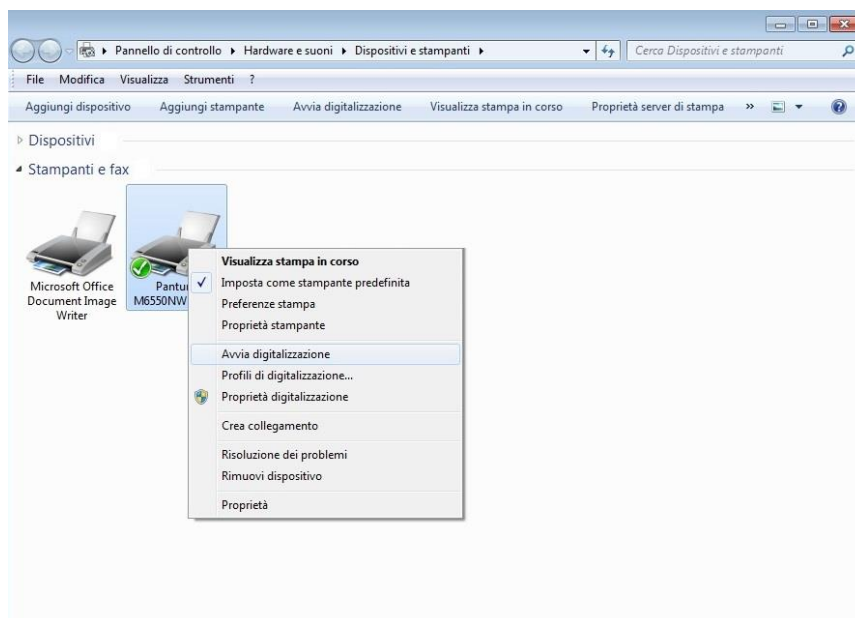 Pannello di controllo Hardware e suoni Dispositivi e stampanti
Cerca Dispositivi e stampanti
File Modifica Visualizza Strumenti ?
Aggiungi dispositivo Aggiungi stampante Avvia digitalizzazione Visualizza stampa in corso Proprietà server di stampa »
Dispositivi
Stampanti e fax
Microsoft Office
Document Image
Writer
M6550NW
Visualizza stampa in corso
Imposta come stampante predefinita
Preferenze stampa
Proprietà stampante
Avvia digitalizzazione
Profili di digitalizzazione...
Proprietà digitalizzazione
Crea collegamento
Risoluzione dei problemi
Rimuovi dispositivo
Proprietà